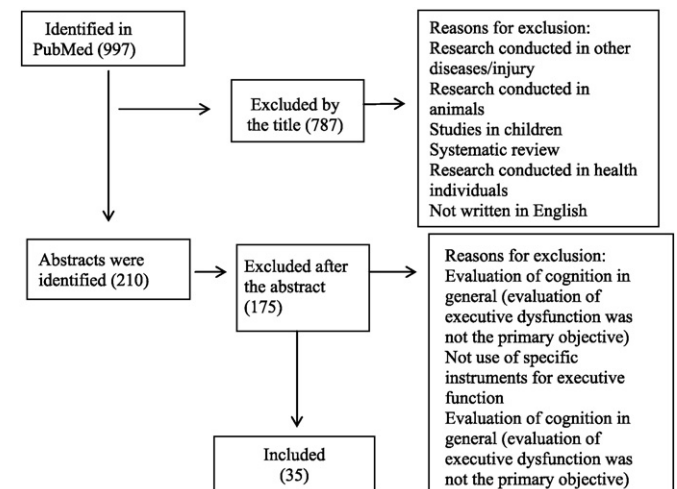 Identified in
PubMed (997)
Excluded by
the title (787)
Reasons for exclusion:
Research conducted in other
diseases/injury
Research conducted in
animals
Studies in children
Systematic review
Research conducted in health
individuals
Not written in English
Abstracts were
identified (210)
Excluded after
the abstract
(175)
Reasons for exclusion:
Evaluation of cognition in
general (evaluation of
executive dysfunction was
not the primary objective)
Not use of specific
instruments for executive
function
Evaluation of cognition in
general (evaluation of
executive dysfunction was
not the primary objective)
Included
(35)